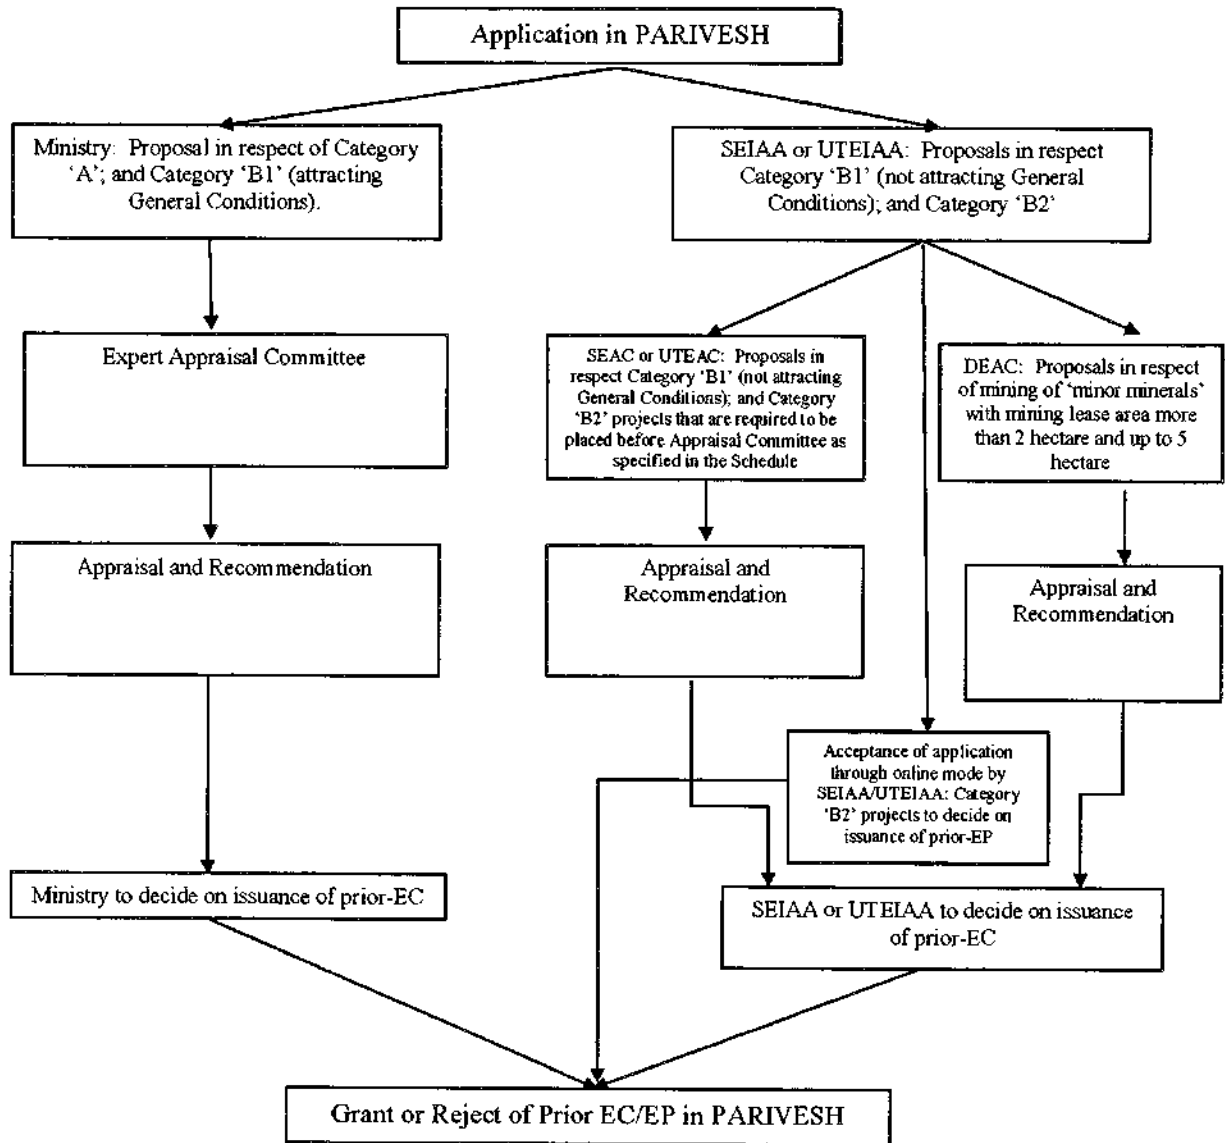 Application in PARIVESH
Ministry: Proposal in respect of Category
‘A’; and Category ‘B1’ (attracting
General Conditions).
SEIAA or UTEIAA: Proposals in respect
Category ‘B1’ (not attracting General
Conditions); and Category ‘B2’
Expert Appraisal Committee
SEAC or UTEAC: Proposals in
respect Category ‘B1’ (not attracting
General Conditions); and Category
‘B2’ projects that are required to be
placed before Appraisal Committee as
specified in the Schedule
DEAC: Proposals in respect
of mining of ‘minor minerals’
with mining lease area more
than 2 hectare and up to 5
hectare
Appraisal and Recommendation
Appraisal and
Recommendation
Appraisal and
Recommendation
Acceptance of application
through online mode by
SEIAA/UTEIAA: Category
‘B2’ projects to decide on
issuance of prior-EP
Ministry to decide on issuance of prior-EC
SEIAA or UTEIAA to decide on issuance
of prior-EC
Grant or Reject of Prior EC/EP in PARIVESH